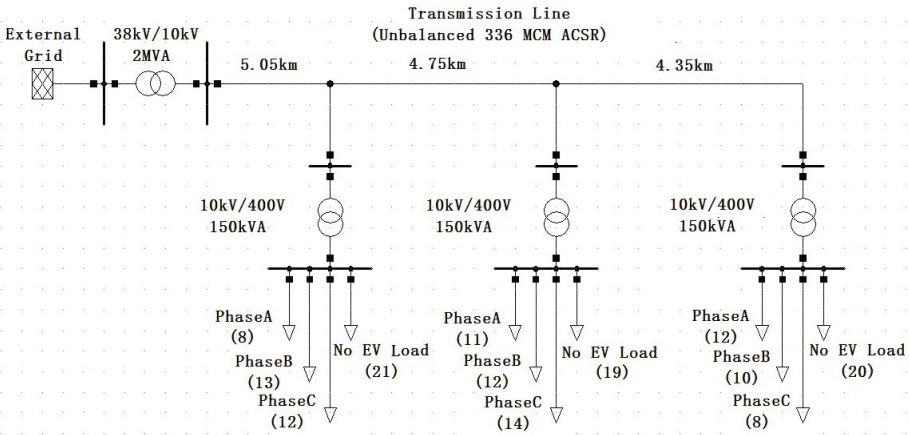 Transmission Line
(Unbalanced 336 MCM ACSR)
External
Grid
38kV/10kV
2MVA
5.05km
4.75km
4.35km
10kV/400V
150kVA
10kV/400V
150kVA
10kV/400V
150kVA
PhaseA
(8)
PhaseB
(13)
PhaseC
(12)
No EV Load
(21)
PhaseA
(11)
PhaseB
(12)
PhaseC
(14)
No EV Load
(19)
PhaseA
(12)
PhaseB
(10)
PhaseC
(8)
No EV Load
(20)